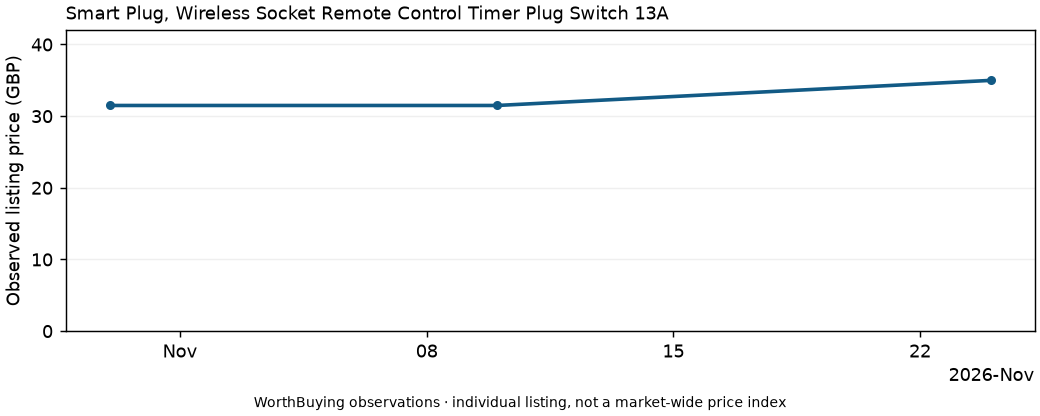 Smart Plug, Wireless Socket Remote Control Timer Plug Switch 13A
Observed listing price (GBP)
40
30
20
10
0
Nov
08
15
22
2026-Nov
WorthBuying observations · individual listing, not a market-wide price index